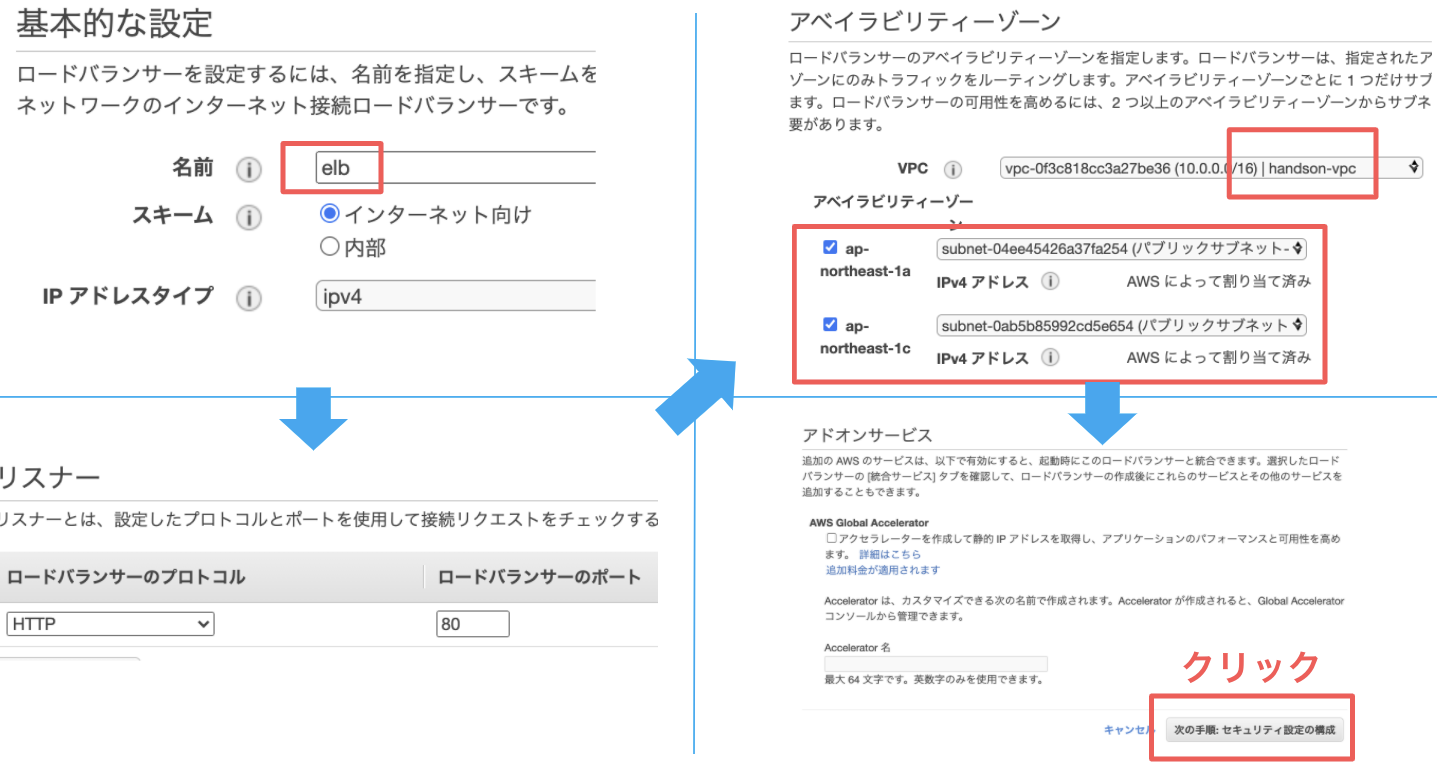 基本的な設定
ロードバランサーを設定するには、名前を指定し、スキームを
ネットワークのインターネット接続ロードバランサーです。
名前
elb
スキーム
インターネット向け
内部
IP アドレスタイプ
ipv4
リスナー
リスナーとは、設定したプロトコルとポートを使用して接続リクエストをチェックする
ロードバランサーのプロトコル
ロードバランサーのポート
HTTP
80
アベイラビリティーゾーン
ロードバランサーのアベイラビリティーゾーンを指定します。ロードバランサーは、指定されたア
ゾーンにのみトラフィックをルーティングします。アベイラビリティーゾーンごとに 1 つだけサブ
ます。ロードバランサーの可用性を高めるには、2 つ以上のアベイラビリティーゾーンからサブネ
要があります。
VPC
vpc-0f3c818cc3a27be36 (10.0.0.0/16) | handson-vpc
アベイラビリティーゾー
ン
ap-
northeast-1a
subnet-04ee45426a37fa254 (パブリックサブネット-
IPv4 アドレス
AWS によって割り当て済み
ap-
northeast-1c
subnet-0ab5b85992cd5e654 (パブリックサブネット
IPv4 アドレス
AWS によって割り当て済み
アドオンサービス
追加の AWS のサービスは、以下で有効にすると、起動時にこのロードバランサーと統合できます。選択したロード
バランサーの [統合サービス] タブを確認して、ロードバランサーの作成後にこれらのサービスとその他のサービスを
追加することもできます。
AWS Global Accelerator
アクセラレーターを作成して静的 IP アドレスを取得し、アプリケーションのパフォーマンスと可用性を高め
ます。 詳細はこちら
追加料金が適用されます
Accelerator は、カスタマイズできる次の名前で作成されます。Accelerator が作成されると、Global Accelerator
コンソールから管理できます。
Accelerator 名
最大 64 文字です。英数字のみを使用できます。
クリック
キャンセル
次の手順: セキュリティ設定の構成